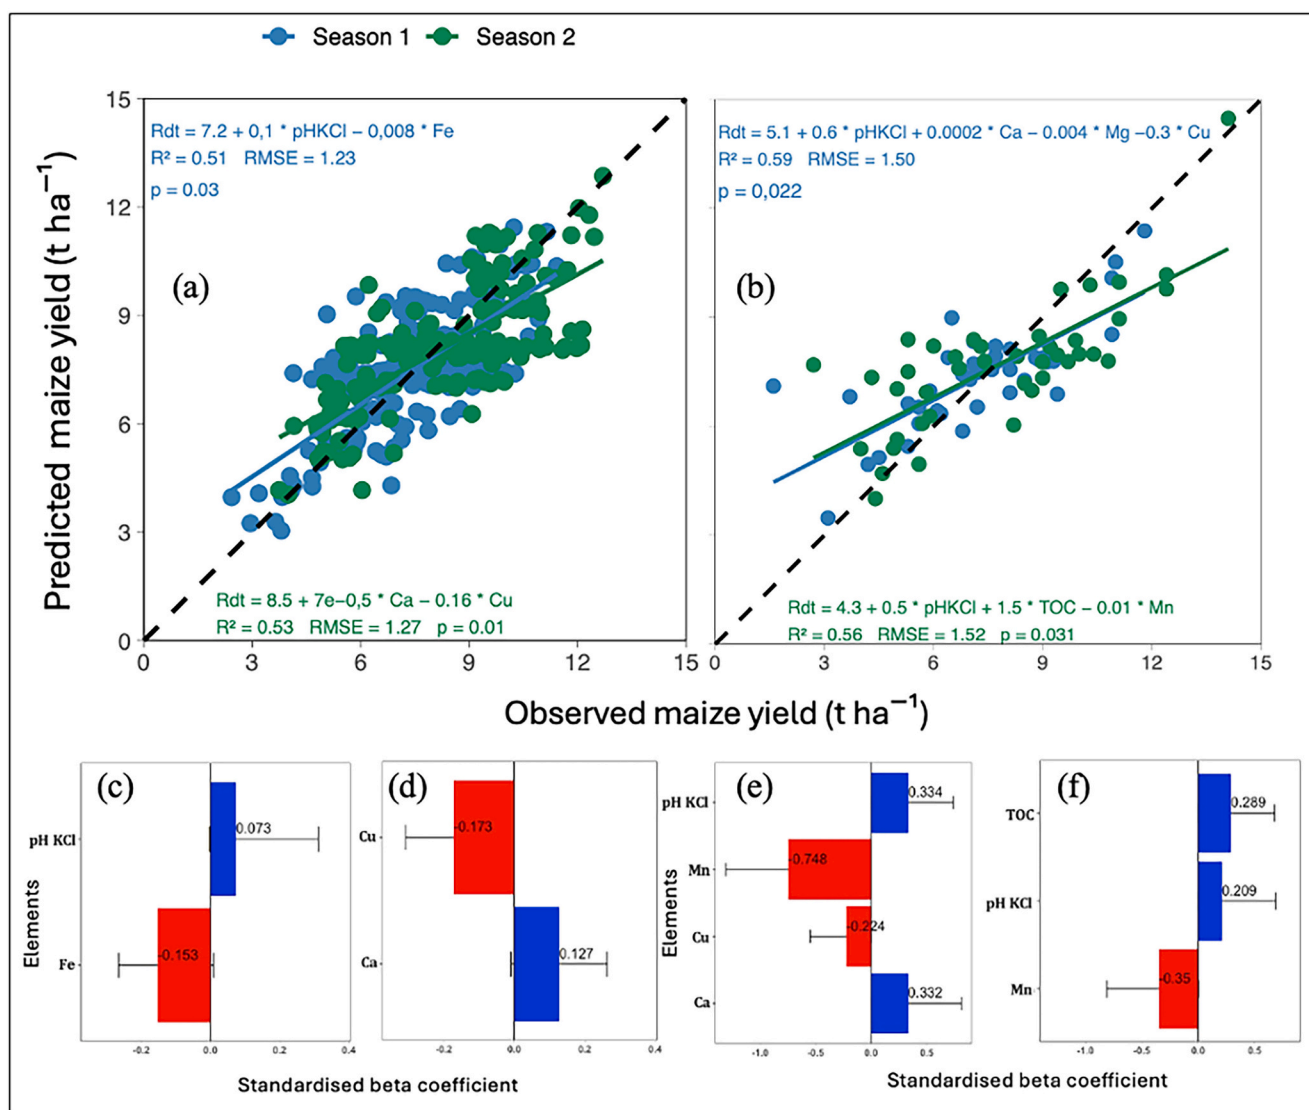 Season 1 Season 2
Predicted maize yield (t ha⁻¹)
15
12
9
6
3
0
Rdt = 7.2 + 0,1 * pHKCl − 0,008 * Fe
R² = 0.51 RMSE = 1.23
p = 0.03
(a)
Rdt = 8.5 + 7e−0,5 * Ca − 0.16 * Cu
R² = 0.53 RMSE = 1.27 p = 0.01
0 3 6 9 12 15
Rdt = 5.1 + 0.6 * pHKCl + 0.0002 * Ca − 0.004 * Mg −0.3 * Cu
R² = 0.59 RMSE = 1.50
p = 0,022
(b)
Rdt = 4.3 + 0.5 * pHKCl + 1.5 * TOC − 0.01 * Mn
R² = 0.56 RMSE = 1.52 p = 0.031
3 6 9 12 15
Observed maize yield (t ha⁻¹)
(c)
Elements
pH KCl
0.073
Fe
-0.153
-0.2 0.0 0.2 0.4
(d)
Cu
-0.173
Ca
0.127
-0.2 0.0 0.2 0.4
Standardised beta coefficient
(e)
Elements
pH KCl
0.334
Mn
-0.748
Cu
-0.224
Ca
0.332
-1.0 -0.5 0.0 0.5
(f)
TOC
0.289
pH KCl
0.209
Mn
-0.35
-1.0 -0.5 0.0 0.5
Standardised beta coefficient